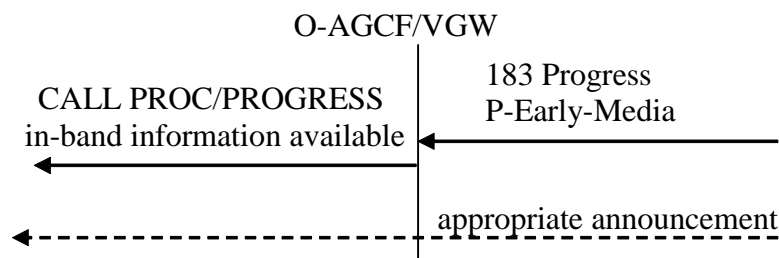 O-AGCF/VGW
183 Progress
P-Early-Media
CALL PROC/PROGRESS
in-band information available
appropriate announcement